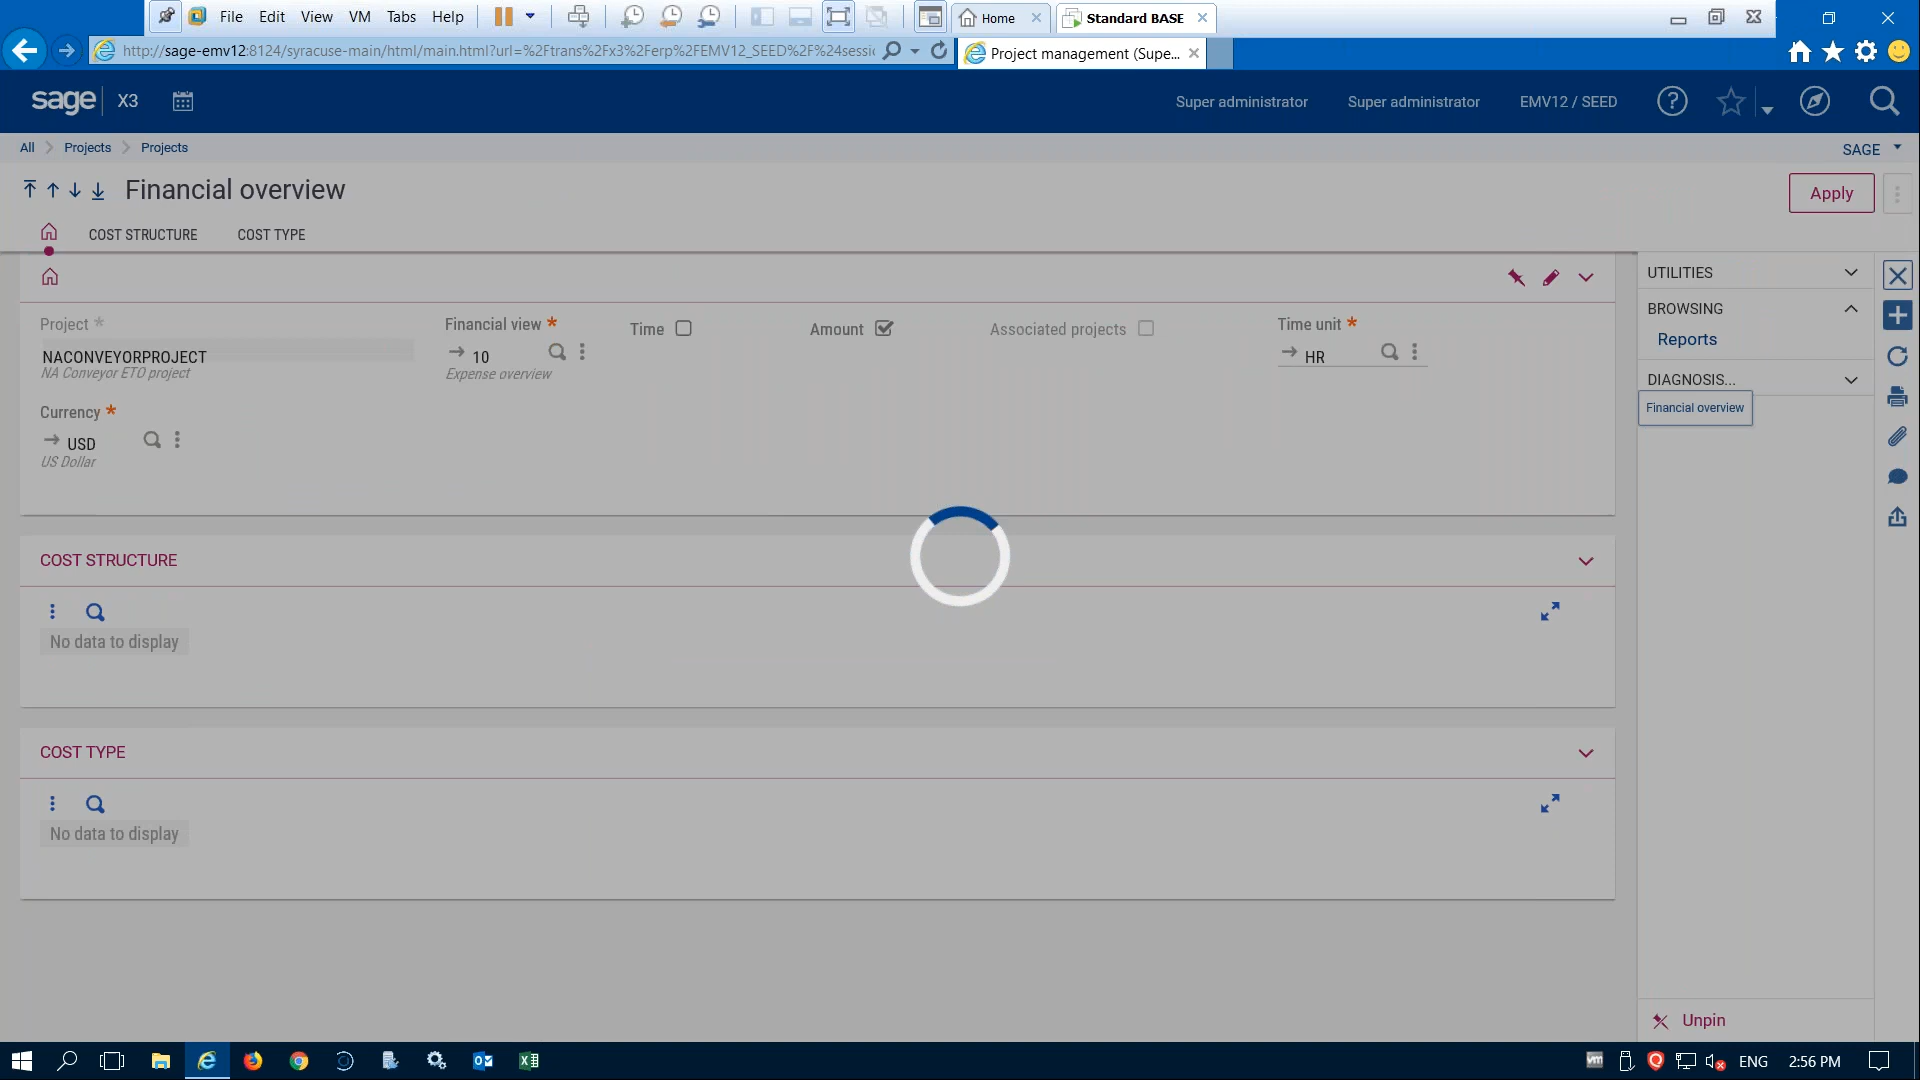 File Edit View VM Tabs Help Home Standard BASE
http://sage-emv12:8124/syracuse-main/html/main.html?url=%2Ftrans%2Fx3%2Ferp%2FEMV12_SEED%2F%24sessi
Project management (Supe...
sage X3 Super administrator Super administrator EMV12 / SEED
All Projects Projects SAGE
Financial overview Apply
COST STRUCTURE COST TYPE
UTILITIES
BROWSING
Reports
DIAGNOSIS...
Financial overview
Project * Financial view * Time Amount Associated projects Time unit *
NACONVEYORPROJECT 10 HR
NA Conveyor ETO project Expense overview
Currency *
USD
US Dollar
COST STRUCTURE
No data to display
COST TYPE
No data to display
Unpin
vm ENG 2:56 PM